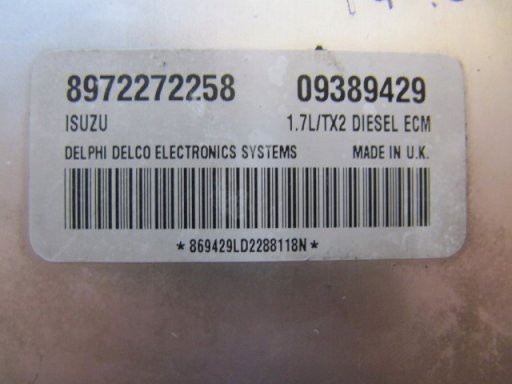 8972272258 09389429
ISUZU 1.7L/TX2 DIESEL ECM
DELPHI DELCO ELECTRONICS SYSTEMS MADE IN U.K.
*869429LD2288118N*